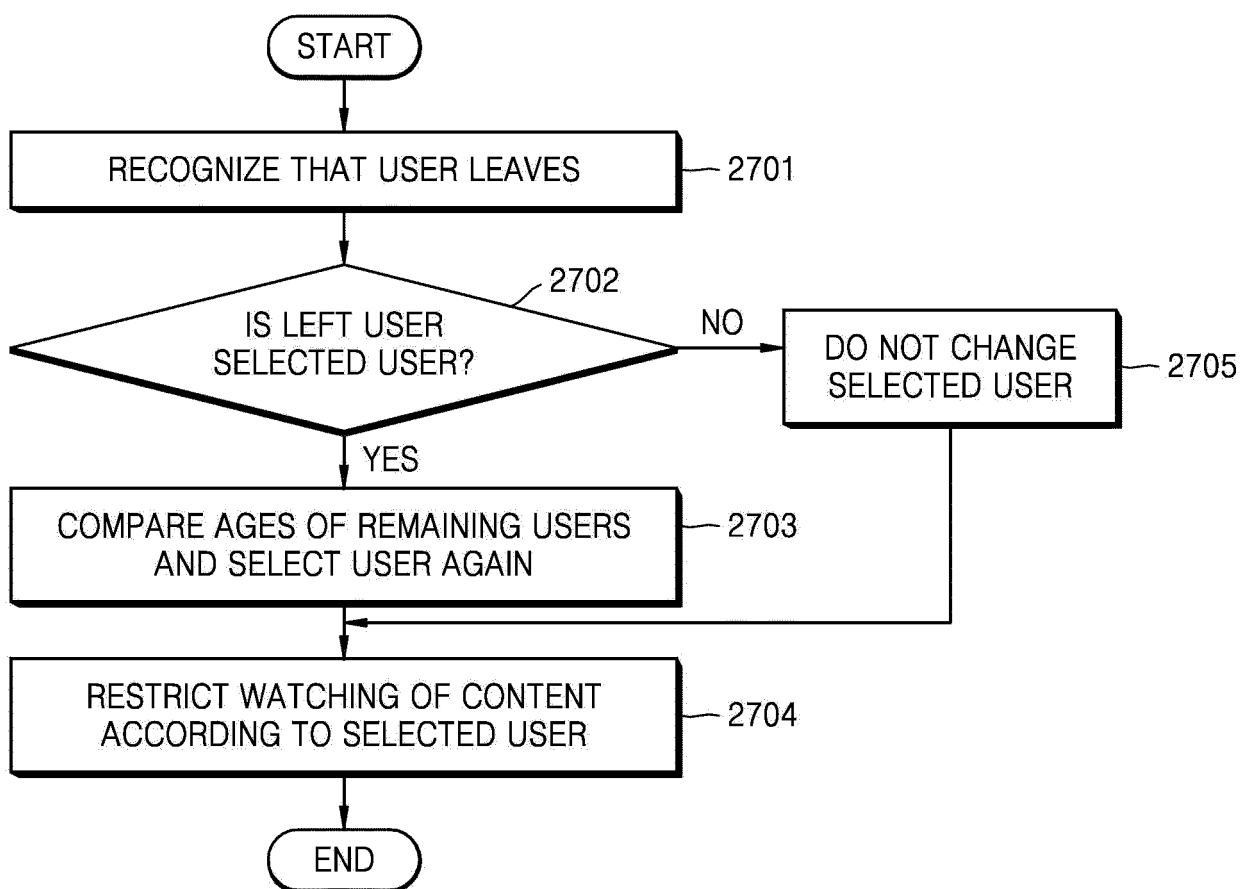 START
RECOGNIZE THAT USER LEAVES
2701
2702
IS LEFT USER
SELECTED USER?
NO
DO NOT CHANGE
SELECTED USER
2705
YES
COMPARE AGES OF REMAINING USERS
AND SELECT USER AGAIN
2703
RESTRICT WATCHING OF CONTENT
ACCORDING TO SELECTED USER
2704
END